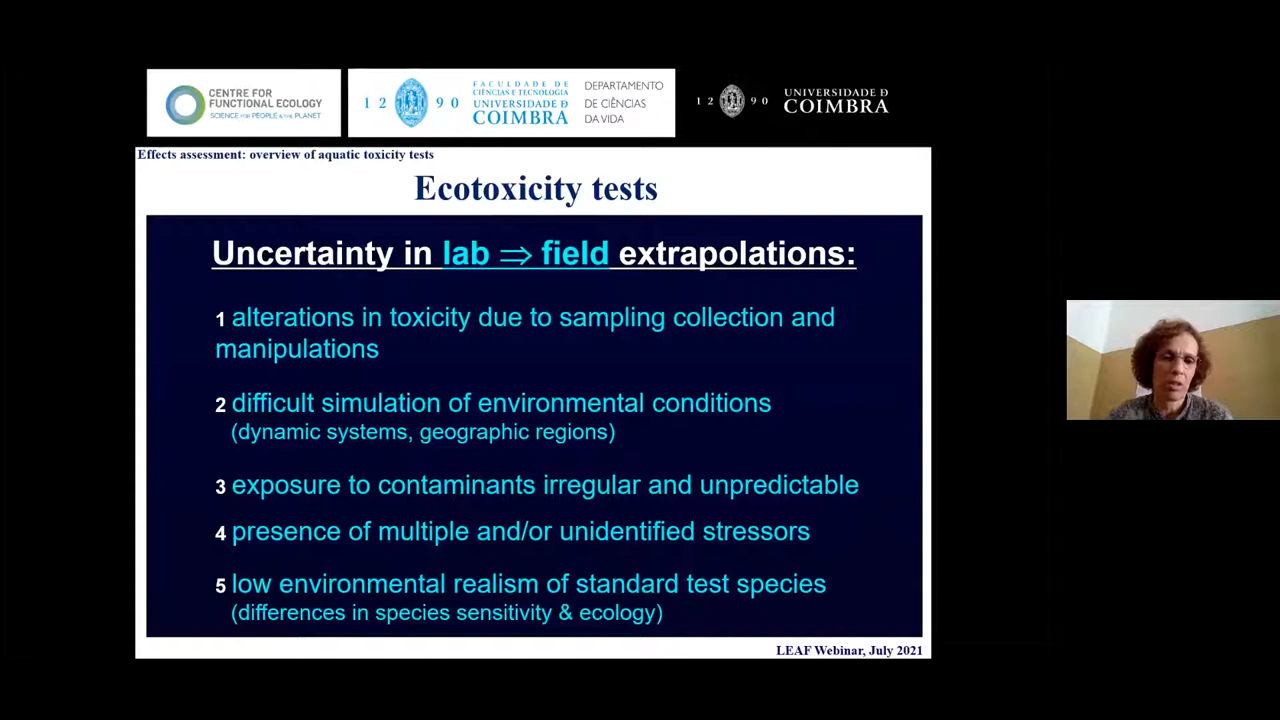 CENTRE FOR
FUNCTIONAL ECOLOGY
SCIENCE FOR PEOPLE & THE PLANET
12 90
FACULDADE DE
CIÊNCIAS E TECNOLOGIA
UNIVERSIDADE Đ
COIMBRA
DEPARTAMENTO
DE CIÊNCIAS
DA VIDA
12 90
UNIVERSIDADE Đ
COIMBRA
Effects assessment: overview of aquatic toxicity tests
Ecotoxicity tests
Uncertainty in lab ⇒ field extrapolations:
1 alterations in toxicity due to sampling collection and
manipulations
2 difficult simulation of environmental conditions
(dynamic systems, geographic regions)
3 exposure to contaminants irregular and unpredictable
4 presence of multiple and/or unidentified stressors
5 low environmental realism of standard test species
(differences in species sensitivity & ecology)
LEAF Webinar, July 2021